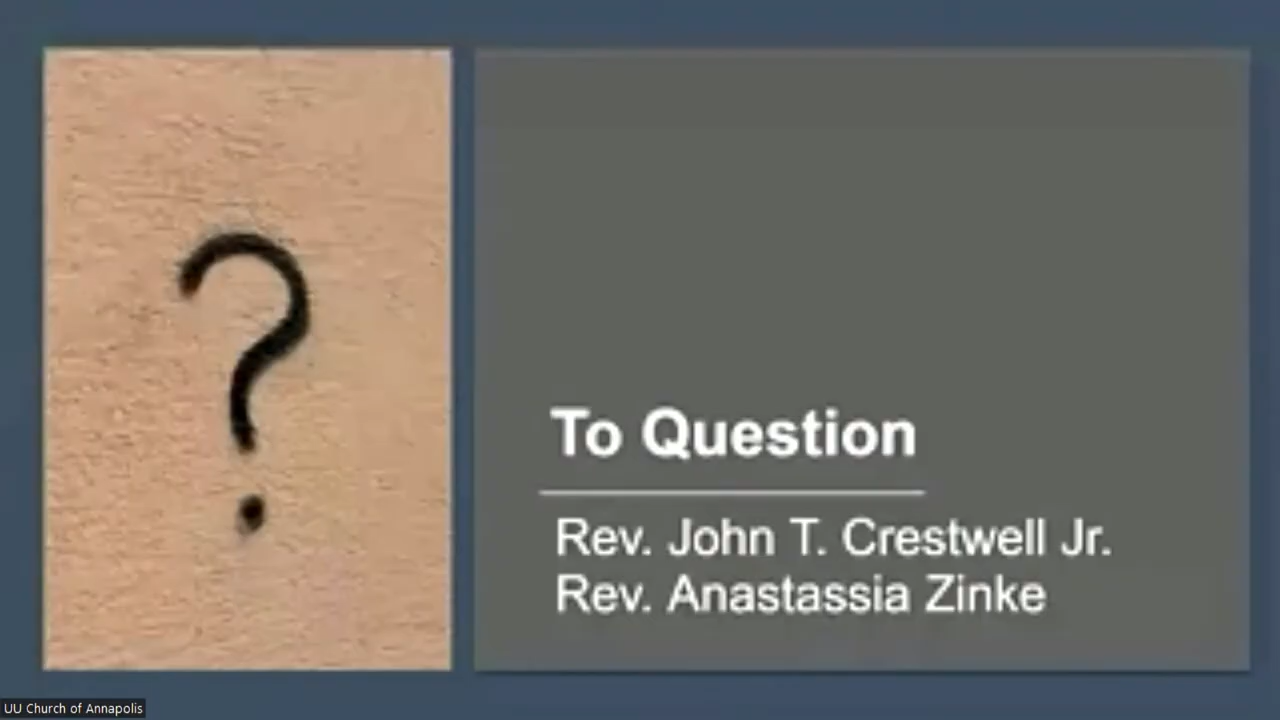 ?
To Question
Rev. John T. Crestwell Jr.
Rev. Anastassia Zinke
UU Church of Annapolis